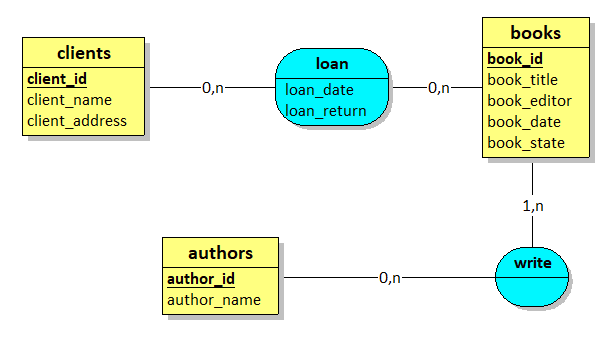 clients
client_id
client_name
client_address
0,n
loan
loan_date
loan_return
0,n
books
book_id
book_title
book_editor
book_date
book_state
1,n
authors
author_id
author_name
0,n
write